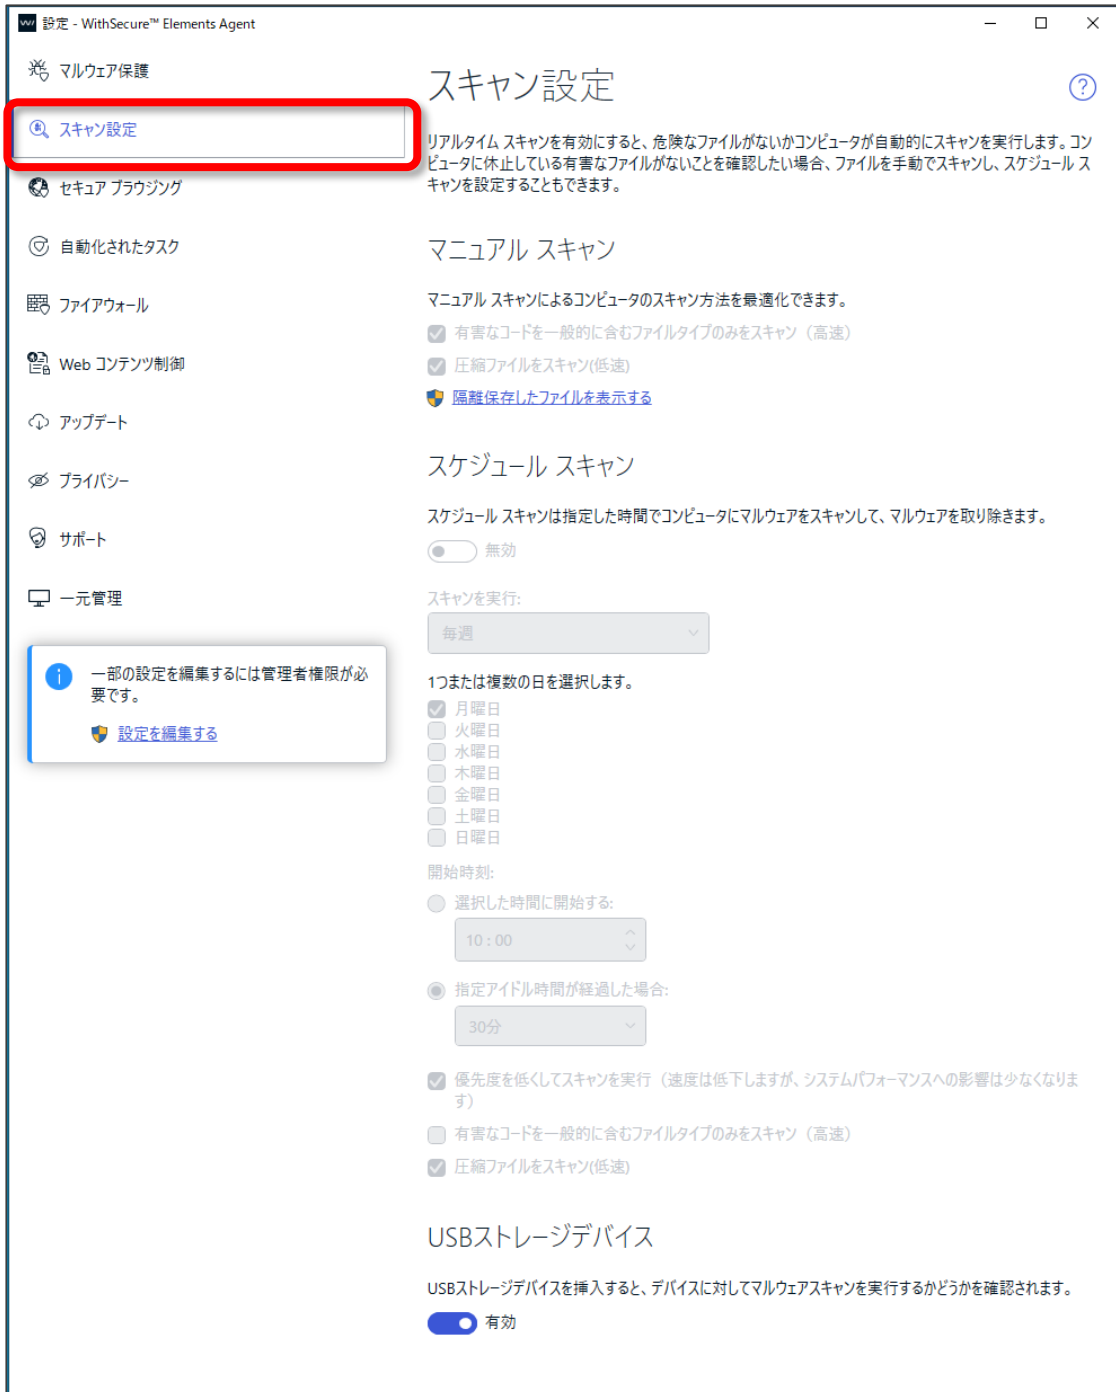 設定 - WithSecure™ Elements Agent
マルウェア保護
スキャン設定
セキュア ブラウジング
自動化されたタスク
ファイアウォール
Web コンテンツ制御
アップデート
プライバシー
サポート
一元管理
一部の設定を編集するには管理者権限が必
要です。
設定を編集する
スキャン設定
リアルタイム スキャンを有効にすると、危険なファイルがないかコンピュータが自動的にスキャンを実行します。コン
ピュータに休止している有害なファイルがないことを確認したい場合、ファイルを手動でスキャンし、スケジュール ス
キャンを設定することもできます。
マニュアル スキャン
マニュアル スキャンによるコンピュータのスキャン方法を最適化できます。
有害なコードを一般的に含むファイルタイプのみをスキャン（高速）
圧縮ファイルをスキャン(低速)
隔離保存したファイルを表示する
スケジュール スキャン
スケジュール スキャンは指定した時間でコンピュータにマルウェアをスキャンして、マルウェアを取り除きます。
無効
スキャンを実行:
毎週
1つまたは複数の日を選択します。
月曜日
火曜日
水曜日
木曜日
金曜日
土曜日
日曜日
開始時刻:
選択した時間に開始する:
10 : 00
指定アイドル時間が経過した場合:
30分
優先度を低くしてスキャンを実行（速度は低下しますが、システムパフォーマンスへの影響は少なくなりま
す）
有害なコードを一般的に含むファイルタイプのみをスキャン（高速）
圧縮ファイルをスキャン(低速)
USBストレージデバイス
USBストレージデバイスを挿入すると、デバイスに対してマルウェアスキャンを実行するかどうかを確認されます。
有効